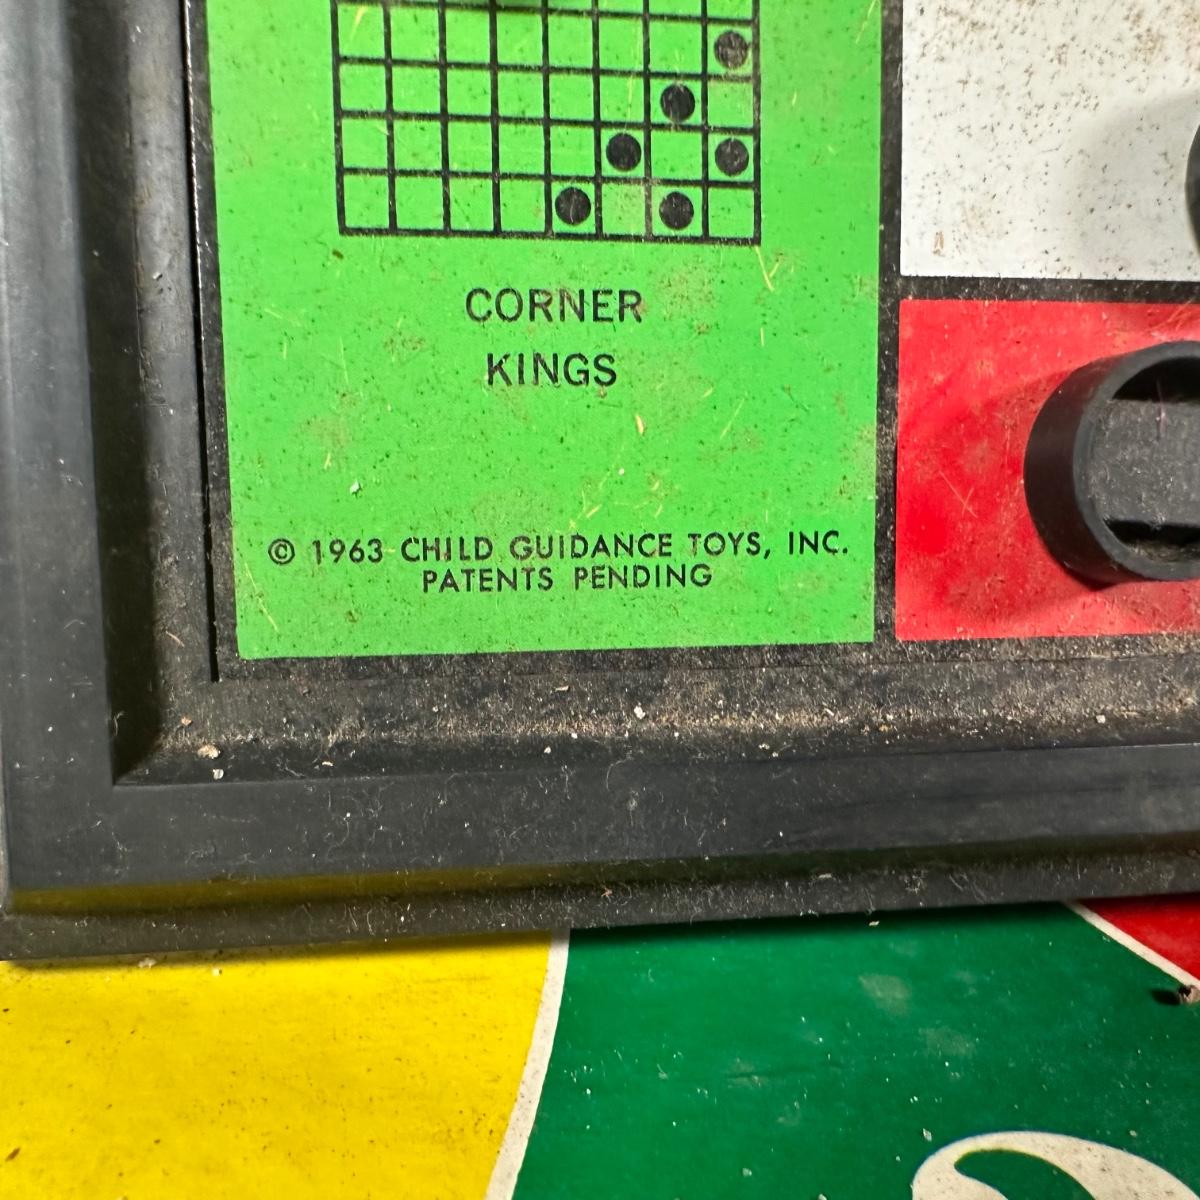 CORNER
KINGS
© 1963 CHILD GUIDANCE TOYS, INC.
PATENTS PENDING